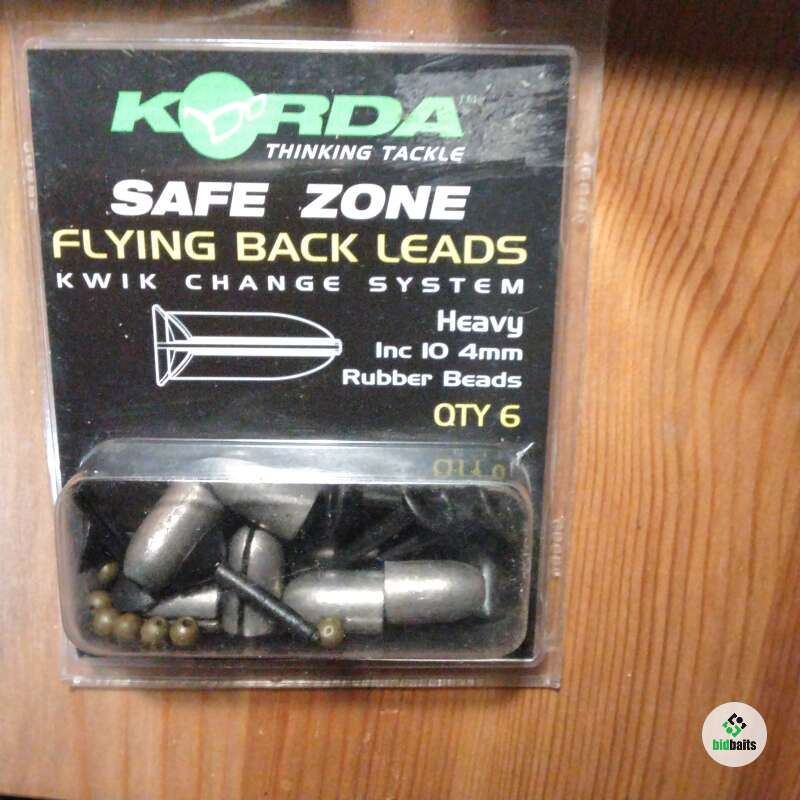 KORDA™
THINKING TACKLE
SAFE ZONE
FLYING BACK LEADS
KWIK CHANGE SYSTEM
Heavy
Inc 10 4mm
Rubber Beads
QTY 6
bidbaits